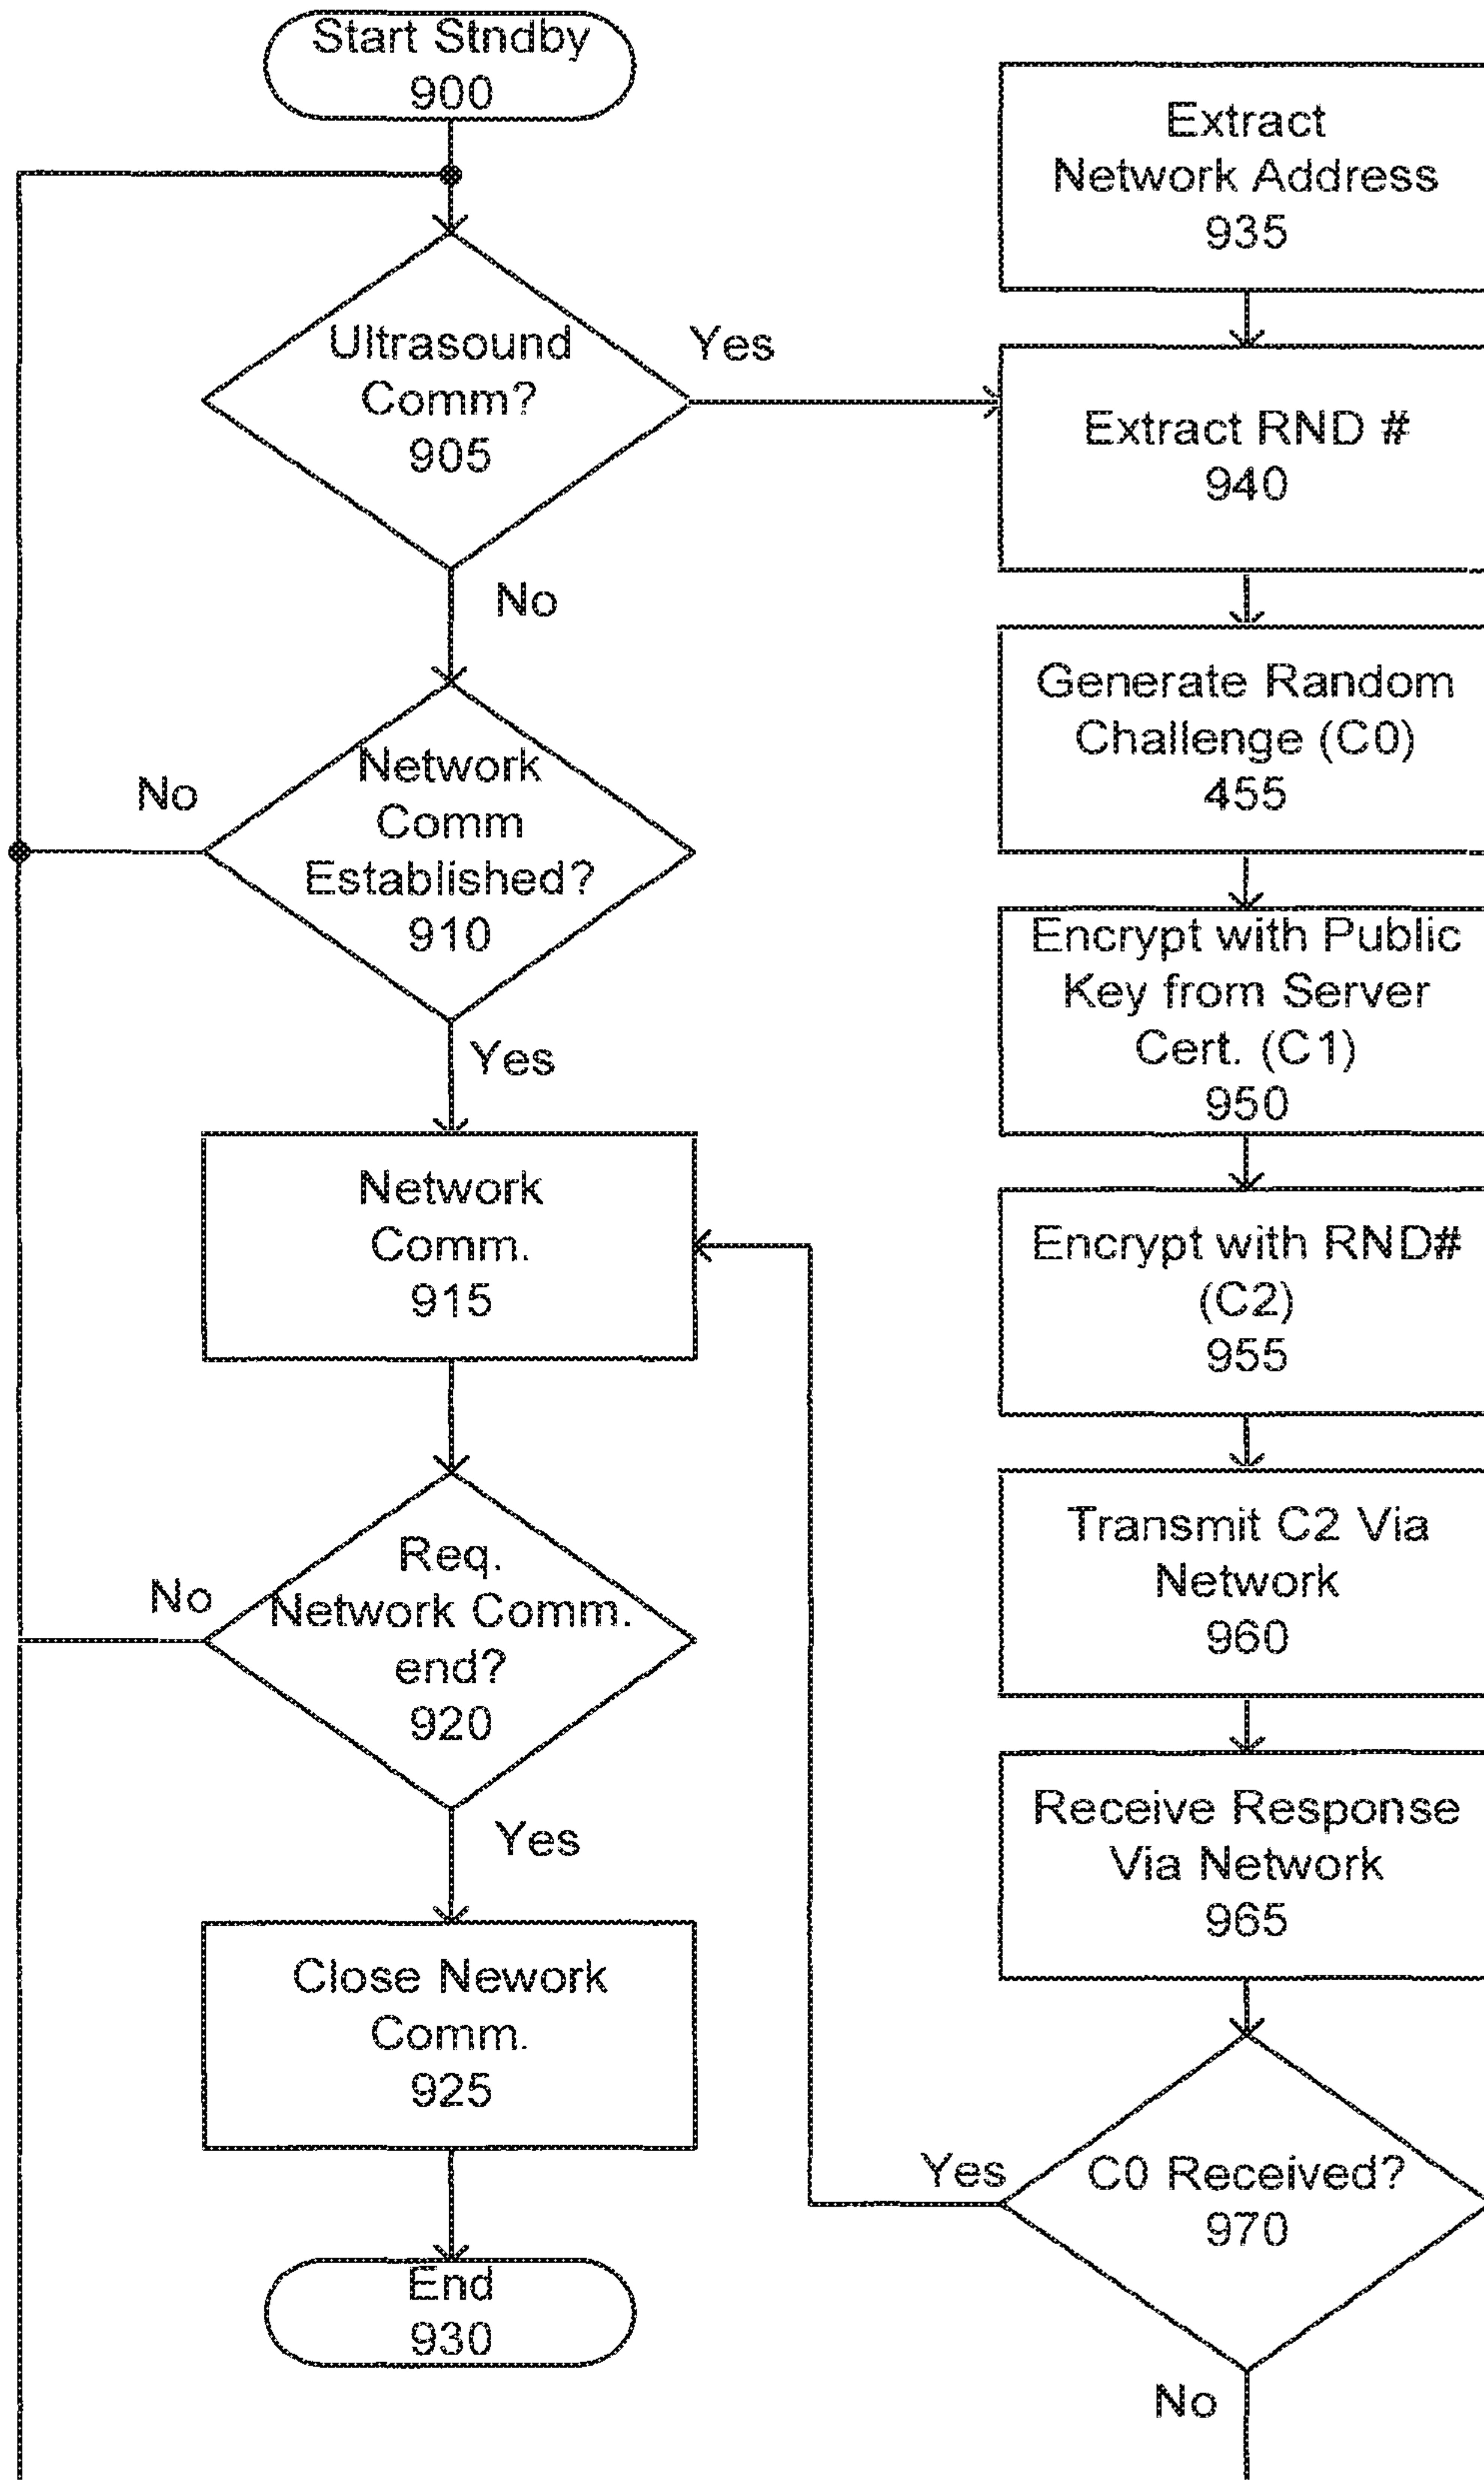 Start Stndby
900
Ultrasound
Comm?
905
Yes
No
Network
Comm
Established?
910
No
Yes
Network
Comm.
915
Req.
Network Comm.
end?
920
No
Yes
Close Nework
Comm.
925
End
930
Extract
Network Address
935
Extract RND #
940
Generate Random
Challenge (C0)
455
Encrypt with Public
Key from Server
Cert. (C1)
950
Encrypt with RND#
(C2)
955
Transmit C2 Via
Network
960
Receive Response
Via Network
965
C0 Received?
970
Yes
No